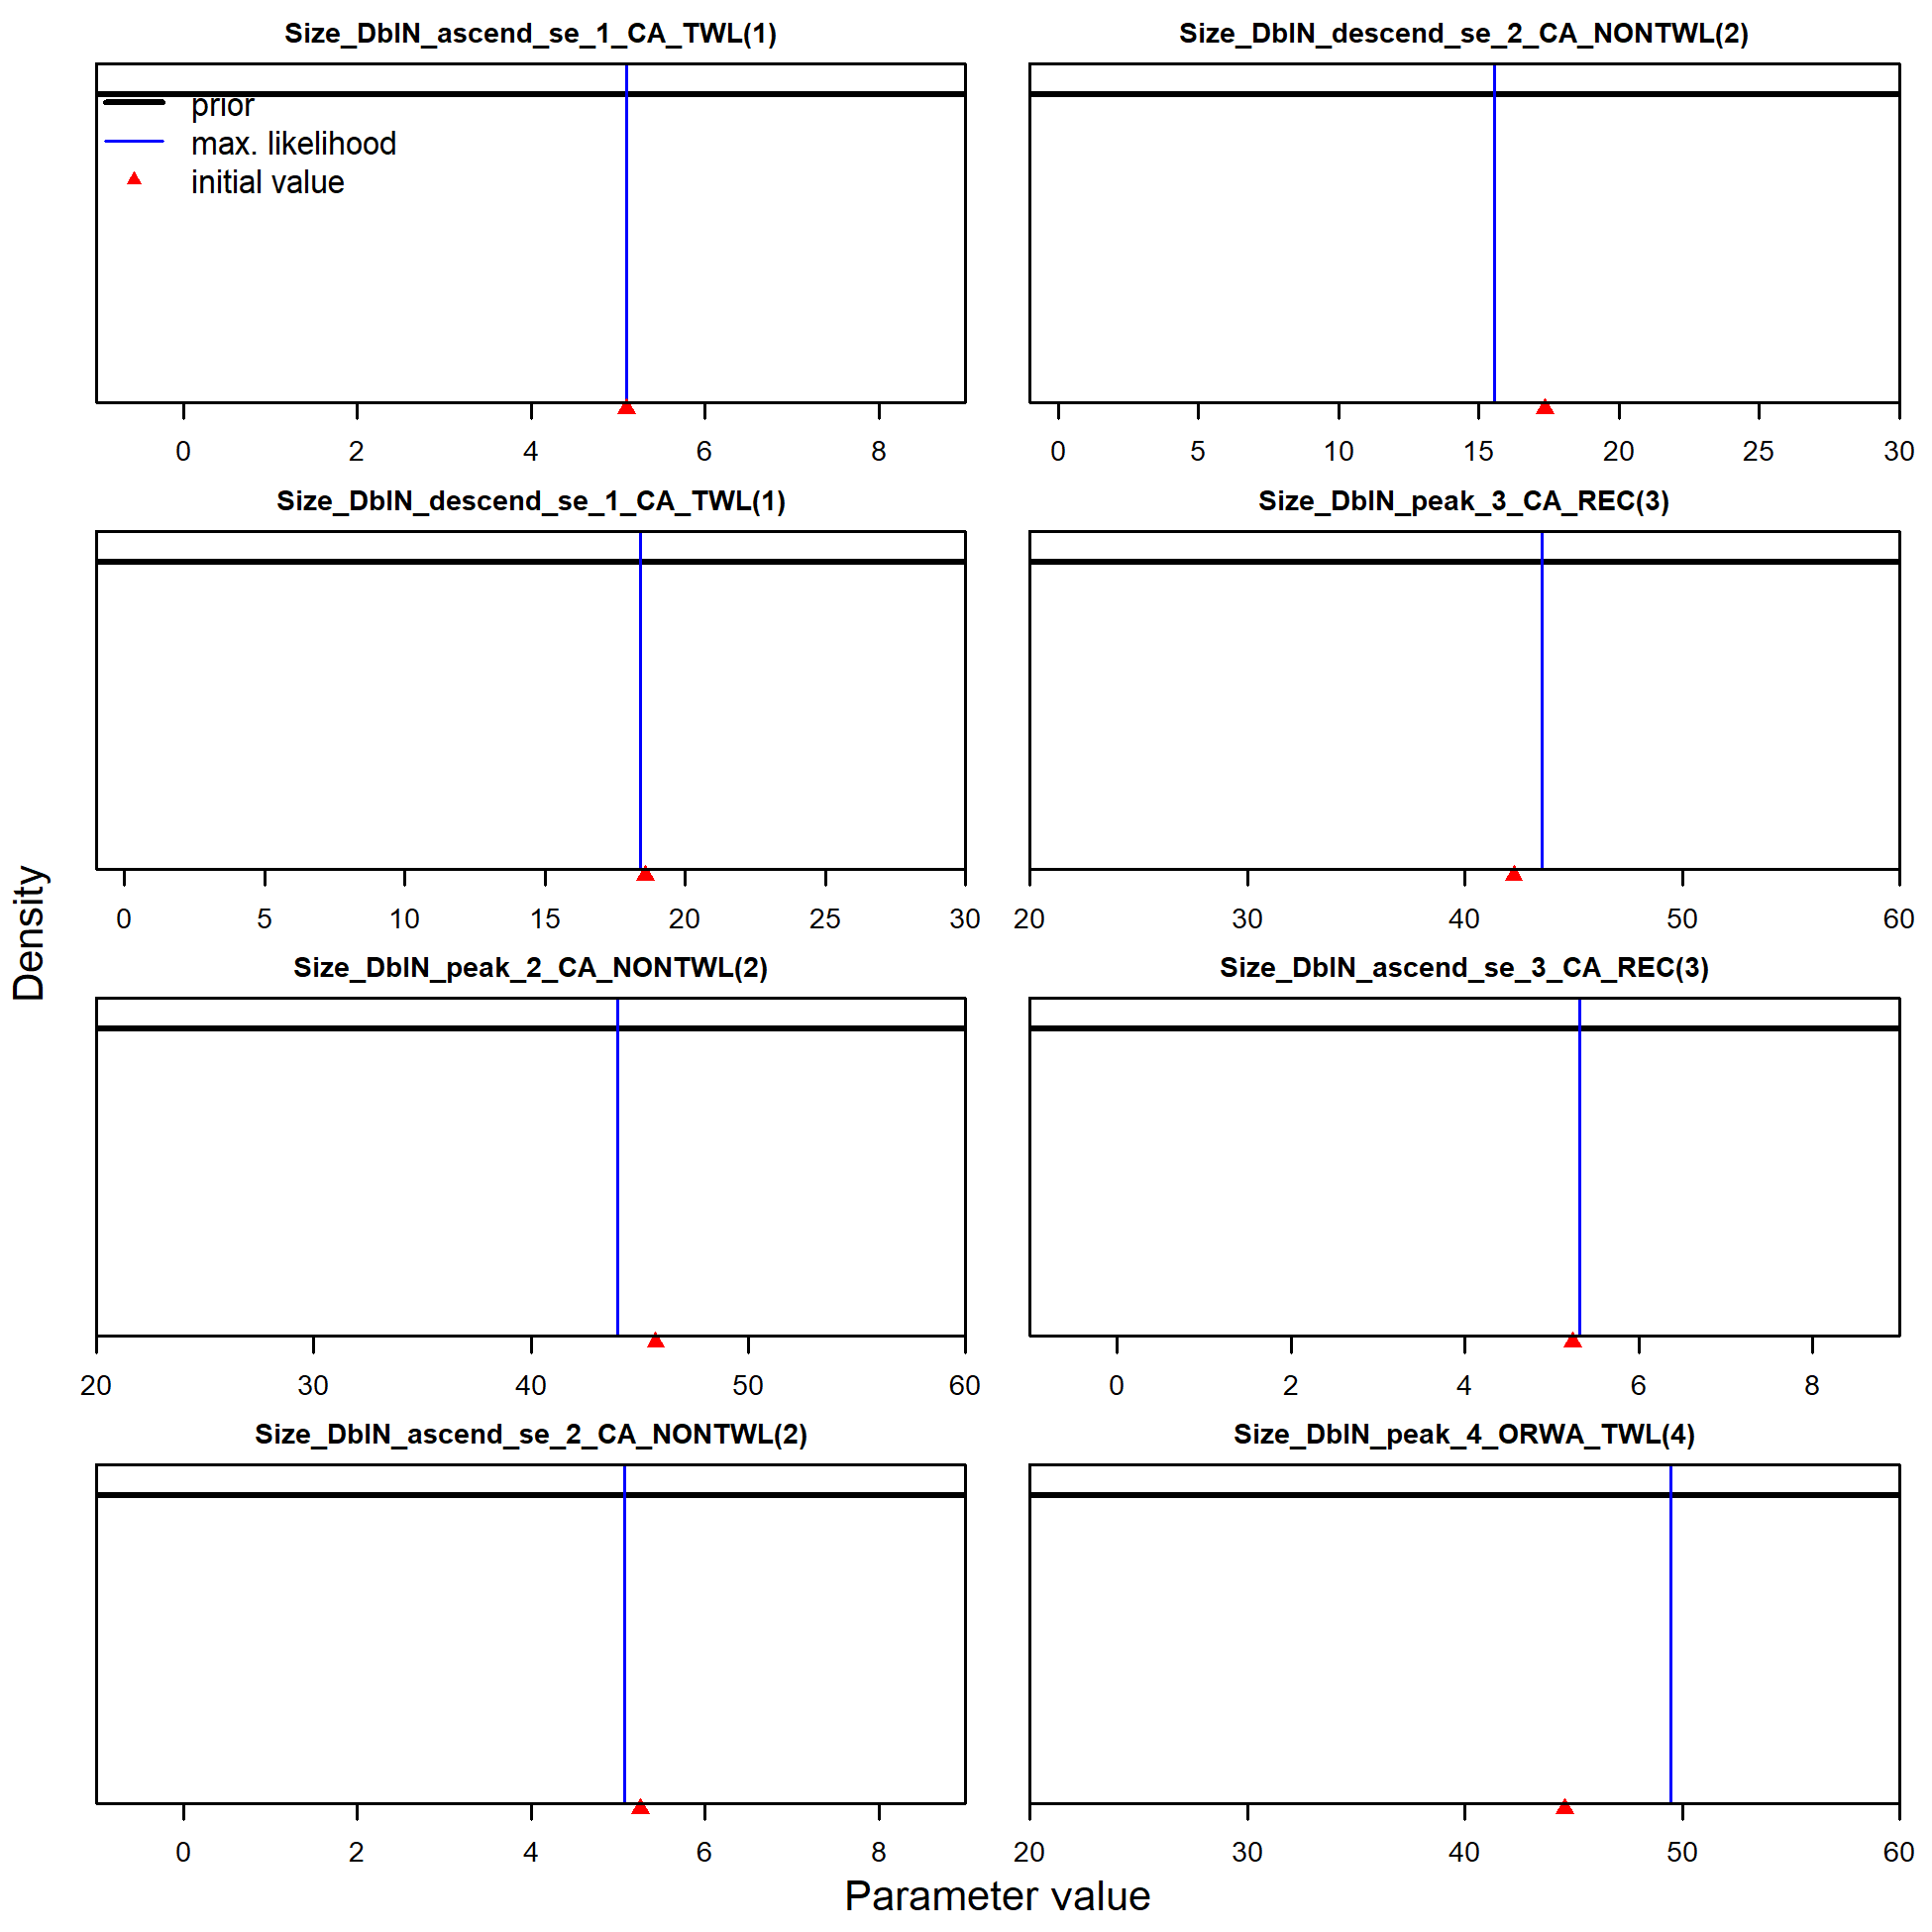 Size_DblN_ascend_se_1_CA_TWL(1)
prior
max. likelihood
initial value
0 2 4 6 8
Size_DblN_descend_se_2_CA_NONTWL(2)
0 5 10 15 20 25 30
Size_DblN_descend_se_1_CA_TWL(1)
0 5 10 15 20 25 30
Size_DblN_peak_3_CA_REC(3)
20 30 40 50 60
Size_DblN_peak_2_CA_NONTWL(2)
20 30 40 50 60
Size_DblN_ascend_se_3_CA_REC(3)
0 2 4 6 8
Size_DblN_ascend_se_2_CA_NONTWL(2)
0 2 4 6 8
Size_DblN_peak_4_ORWA_TWL(4)
20 30 40 50 60
Density
Parameter value